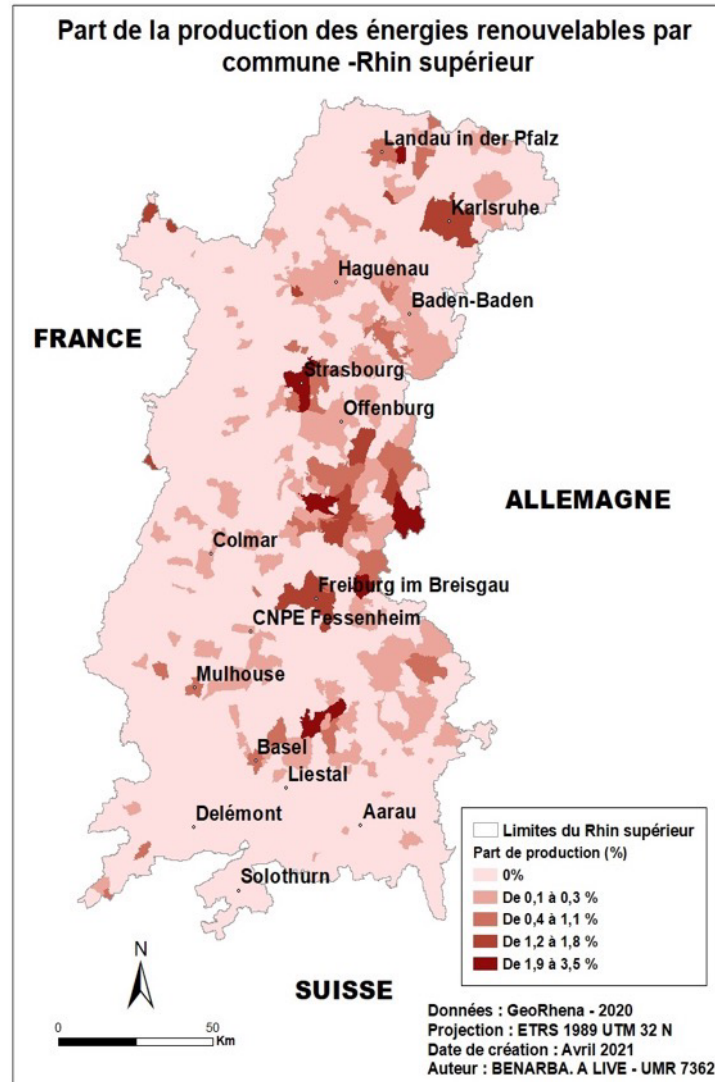 Part de la production des énergies renouvelables par
commune -Rhin supérieur
Landau in der Pfalz
Karlsruhe
Haguenau
Baden-Baden
FRANCE
Strasbourg
Offenburg
ALLEMAGNE
Colmar
Freiburg im Breisgau
CNPE Fessenheim
Mulhouse
Basel
Liestal
Delémont
Aarau
Solothurn
Limites du Rhin supérieur
Part de production (%)
0%
De 0,1 à 0,3 %
De 0,4 à 1,1 %
De 1,2 à 1,8 %
De 1,9 à 3,5 %
N
SUISSE
0 50
Km
Données : GeoRhena - 2020
Projection : ETRS 1989 UTM 32 N
Date de création : Avril 2021
Auteur : BENARBA. A LIVE - UMR 7362